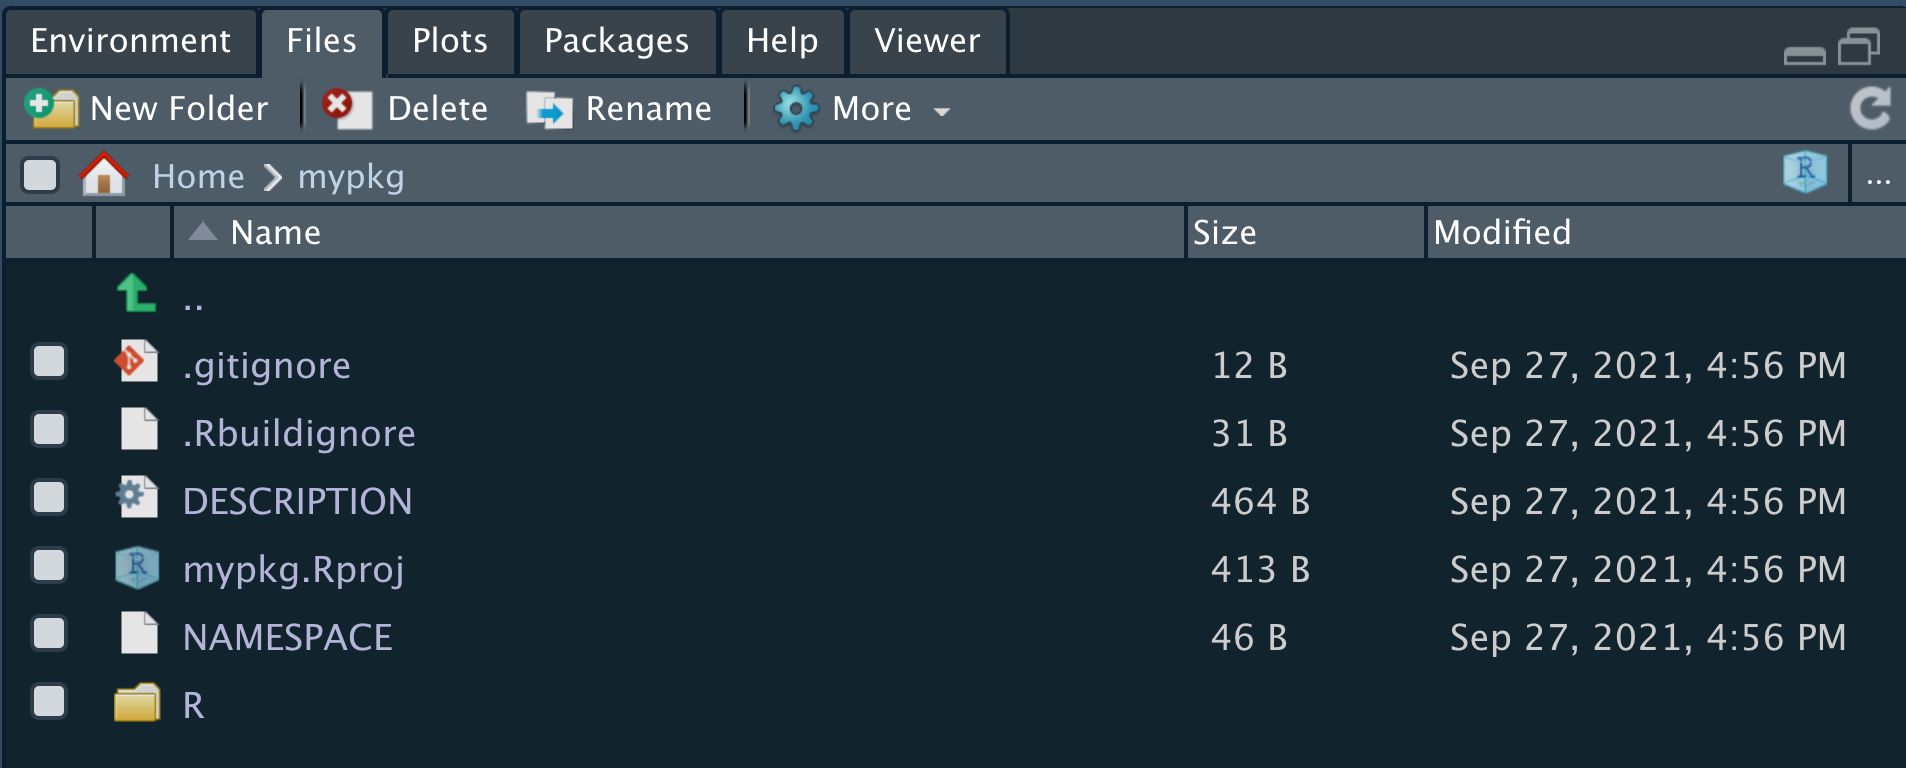 Environment Files Plots Packages Help Viewer
New Folder Delete Rename More
Home mypkg R ...
Name Size Modified
..
.gitignore 12 B Sep 27, 2021, 4:56 PM
.Rbuildignore 31 B Sep 27, 2021, 4:56 PM
DESCRIPTION 464 B Sep 27, 2021, 4:56 PM
R mypkg.Rproj 413 B Sep 27, 2021, 4:56 PM
NAMESPACE 46 B Sep 27, 2021, 4:56 PM
R